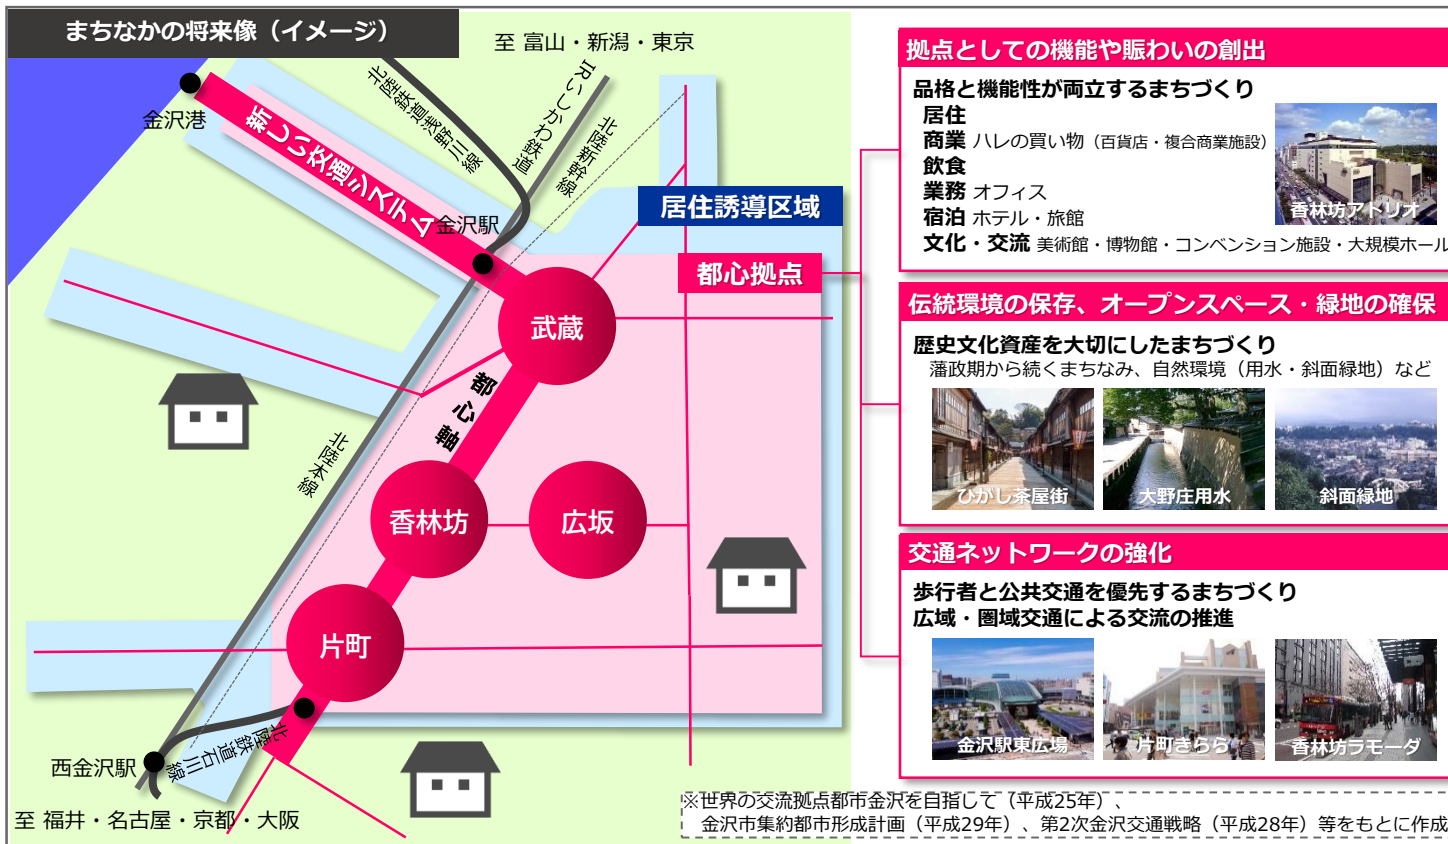 まちなかの将来像（イメージ）
至 富山・新潟・東京
金沢港
新しい交通システム
北陸鉄道浅野川線
IRいしかわ鉄道
北陸新幹線
金沢駅
居住誘導区域
都心拠点
武蔵
都心軸
北陸本線
香林坊
広坂
片町
北陸鉄道石川線
西金沢駅
至 福井・名古屋・京都・大阪
拠点としての機能や賑わいの創出
品格と機能性が両立するまちづくり
居住
商業 ハレの買い物（百貨店・複合商業施設）
飲食
業務 オフィス
宿泊 ホテル・旅館
文化・交流 美術館・博物館・コンベンション施設・大規模ホール
香林坊アトリオ
伝統環境の保存、オープンスペース・緑地の確保
歴史文化資産を大切にしたまちづくり
藩政期から続くまちなみ、自然環境（用水・斜面緑地）など
ひがし茶屋街
大野庄用水
斜面緑地
交通ネットワークの強化
歩行者と公共交通を優先するまちづくり
広域・圏域交通による交流の推進
金沢駅東広場
片町きらら
香林坊ラモーダ
※世界の交流拠点都市金沢を目指して（平成25年）、
金沢市集約都市形成計画（平成29年）、第2次金沢交通戦略（平成28年）等をもとに作成